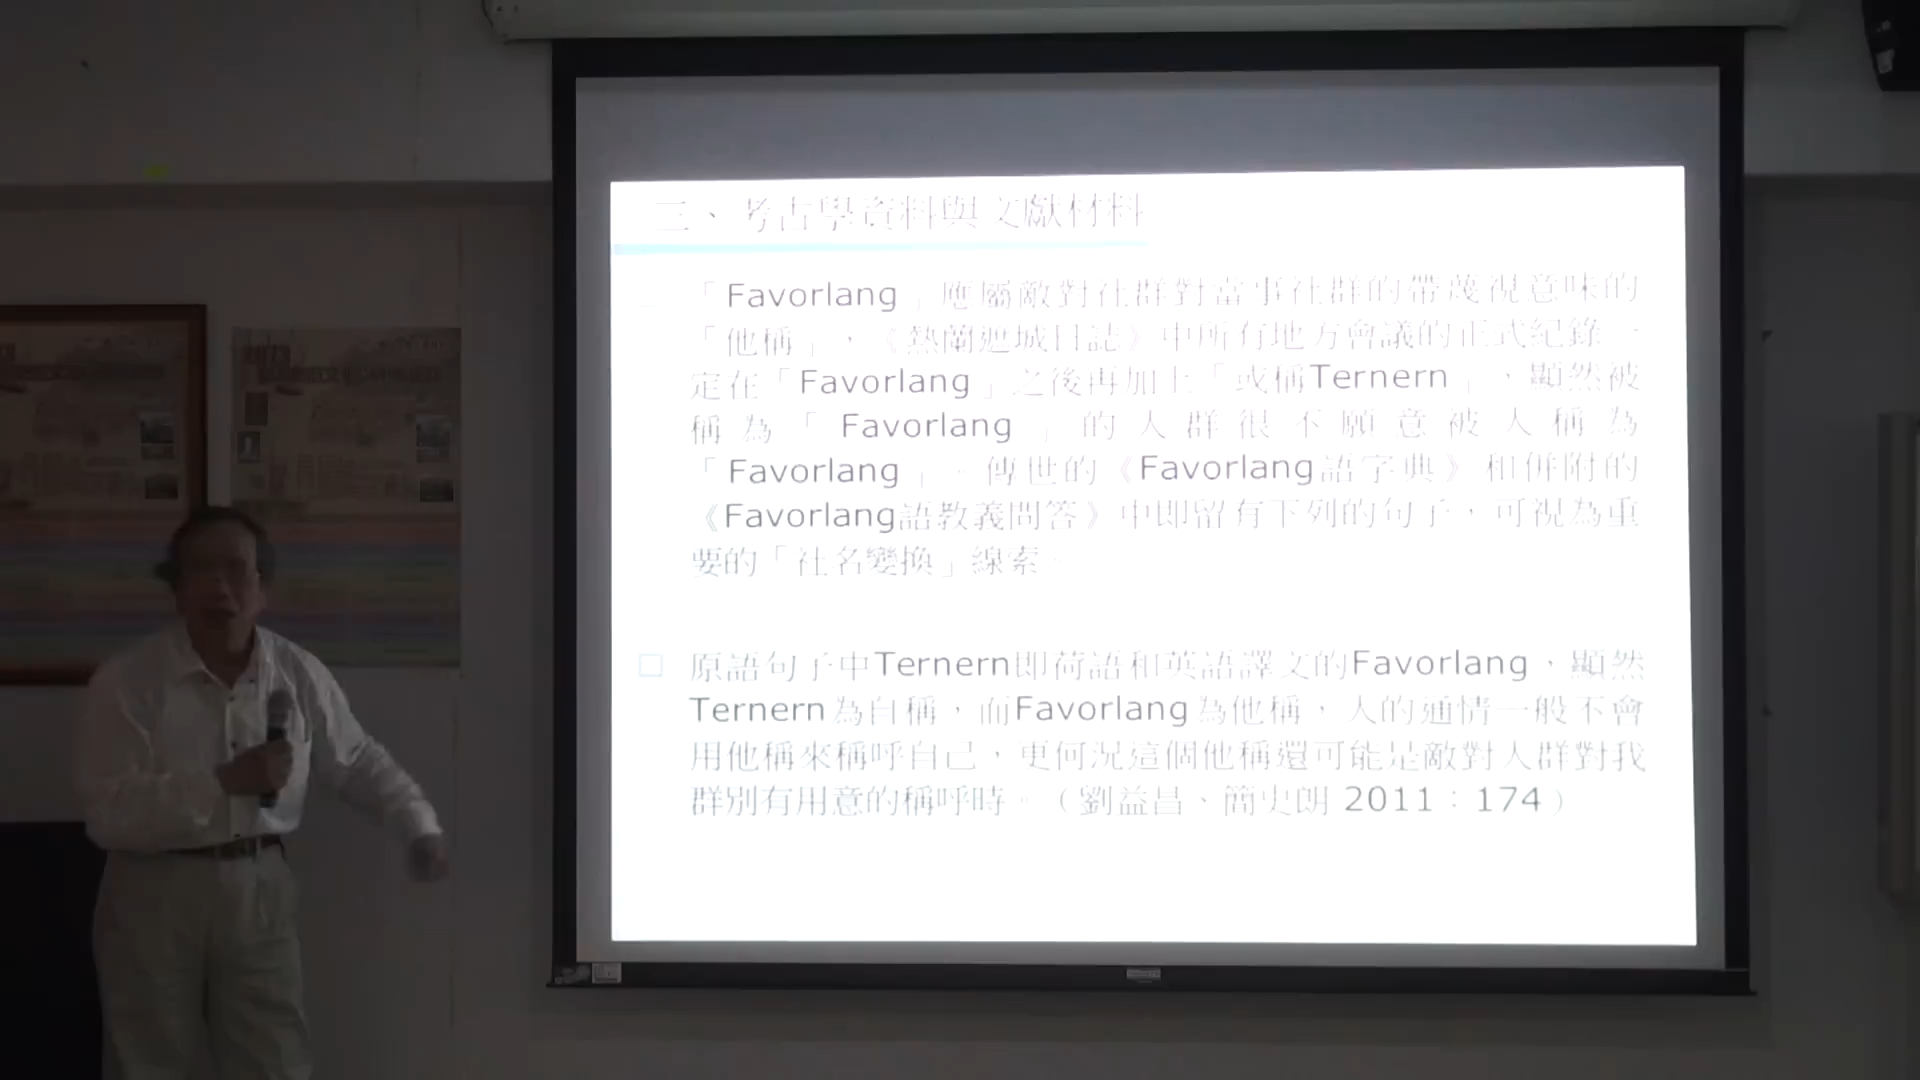 三、考古學資料與文獻材料
「Favorlang」應屬敵對社群對當事社群的帶蔑視意味的
「他稱」，《熱蘭遮城日誌》中所有地方會議的正式紀錄一
定在「Favorlang」之後再加上「或稱Ternern」，顯然被
稱為「Favorlang」的人群很不願意被人稱為
「Favorlang」。傳世的《Favorlang語字典》和併附的
《Favorlang語教義問答》中即留有下列的句子，可視為重
要的「社名變換」線索。
原語句子中Ternern即荷語和英語譯文的Favorlang，顯然
Ternern為自稱，而Favorlang為他稱，人的通情一般不會
用他稱來稱呼自己，更何況這個他稱還可能是敵對人群對我
群別有用意的稱呼時。（劉益昌、簡史朗 2011：174）